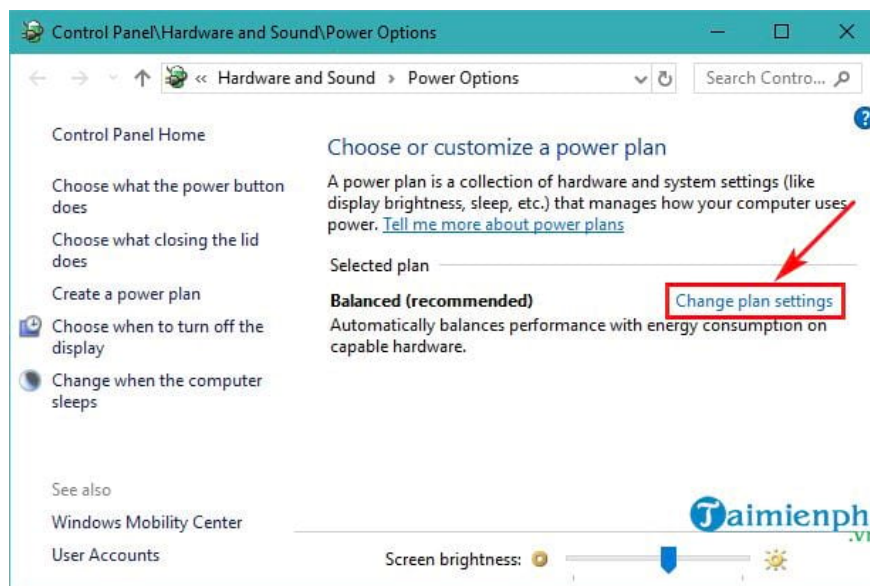 Control Panel\Hardware and Sound\Power Options
« Hardware and Sound › Power Options
Search Contro...
Control Panel Home
Choose what the power button
does
Choose what closing the lid
does
Create a power plan
Choose when to turn off the
display
Change when the computer
sleeps
See also
Windows Mobility Center
User Accounts
?
Choose or customize a power plan
A power plan is a collection of hardware and system settings (like
display brightness, sleep, etc.) that manages how your computer uses
power. Tell me more about power plans
Selected plan
Balanced (recommended) Change plan settings
Automatically balances performance with energy consumption on
capable hardware.
Taimienph
.vn
Screen brightness: